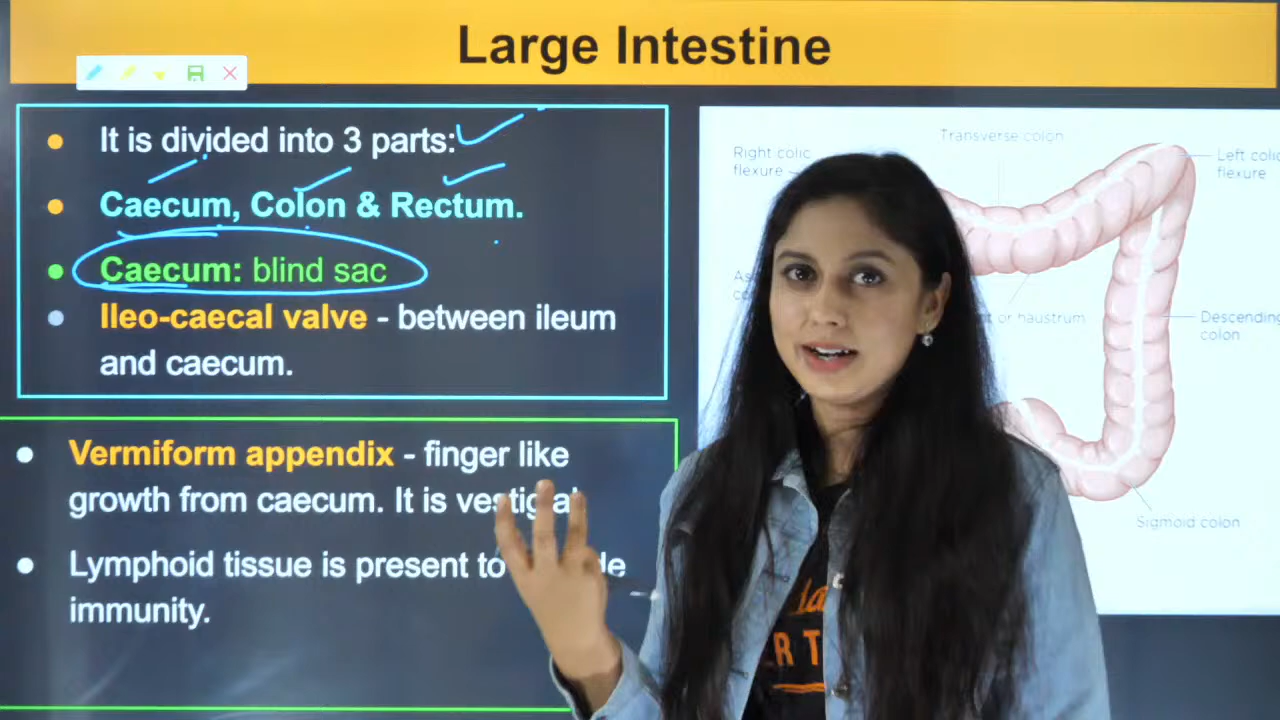 Large Intestine
It is divided into 3 parts:
Caecum, Colon & Rectum.
Caecum: blind sac
Ileo-caecal valve - between ileum
and caecum.
Vermiform appendix - finger like
growth from caecum. It is vestigial
Lymphoid tissue is present to
immunity.
Transverse colon
Right colic
flexure
Left colic
flexure
or haustrum
Descending
colon
Sigmoid colon